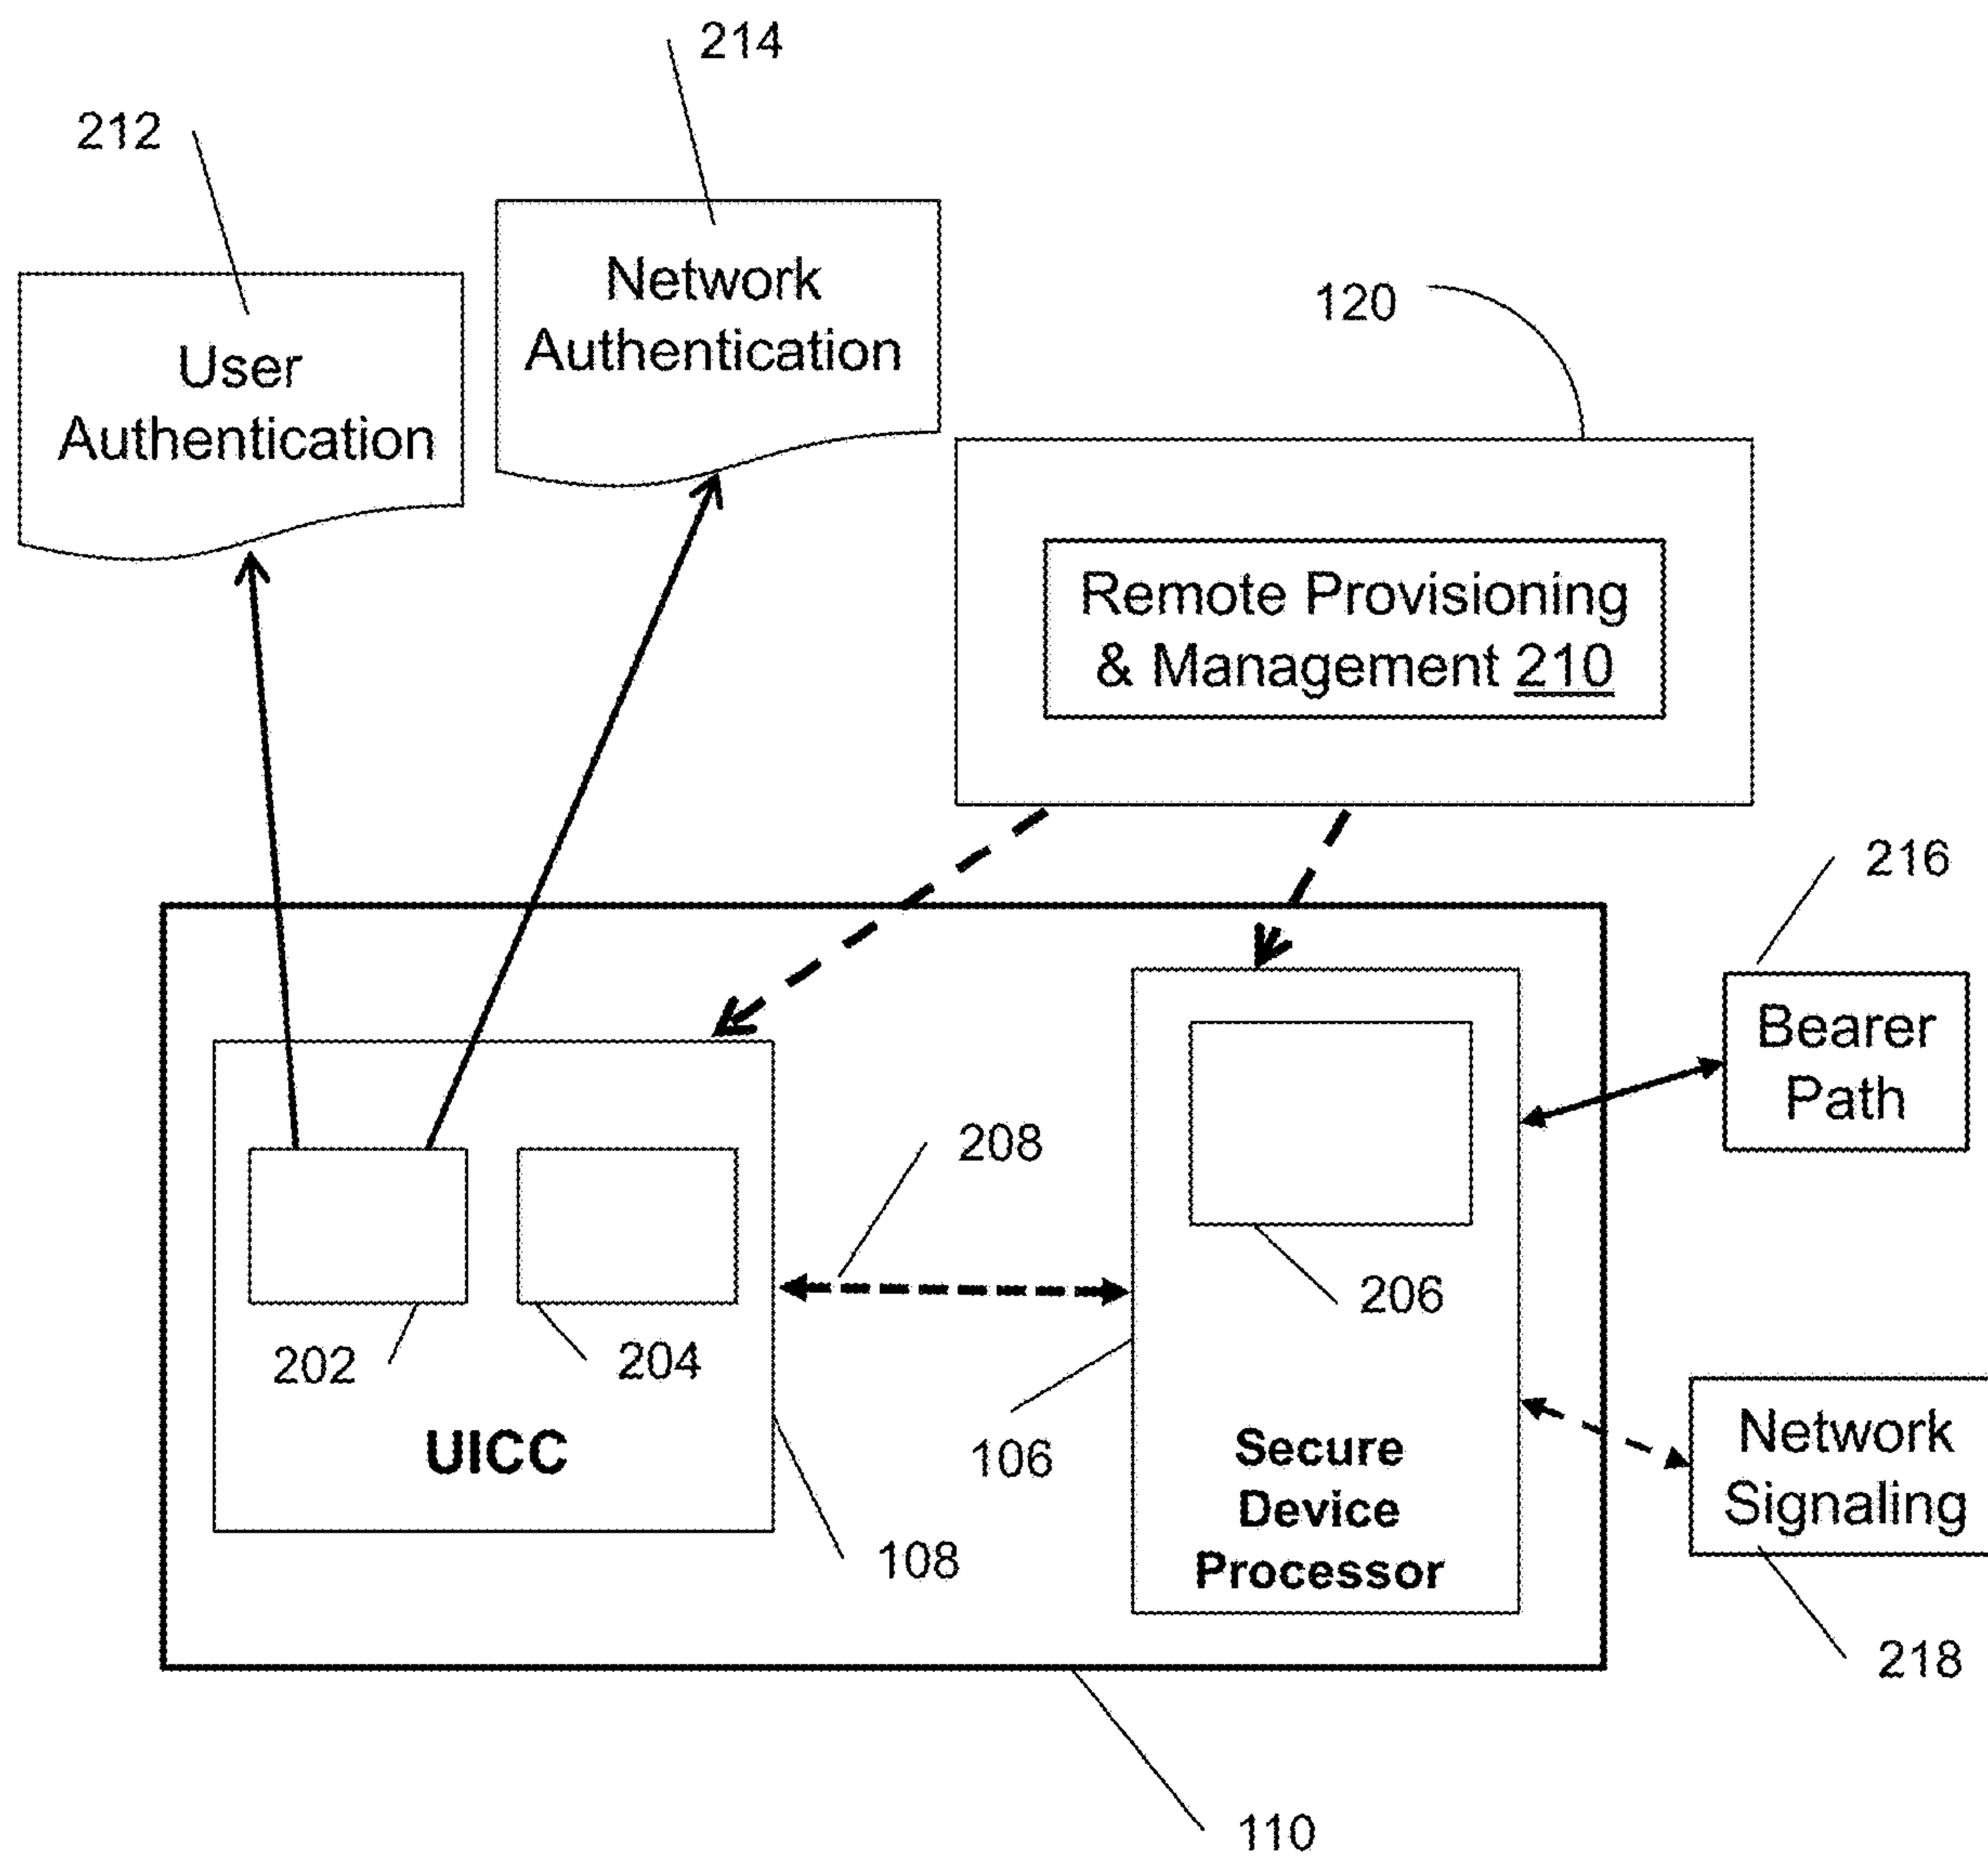 214
212
Network
Authentication
User
Authentication
120
Remote Provisioning
& Management 210
216
Bearer
Path
208
206
202
204
UICC
106
Secure
Device
Processor
Network
Signaling
108
218
110